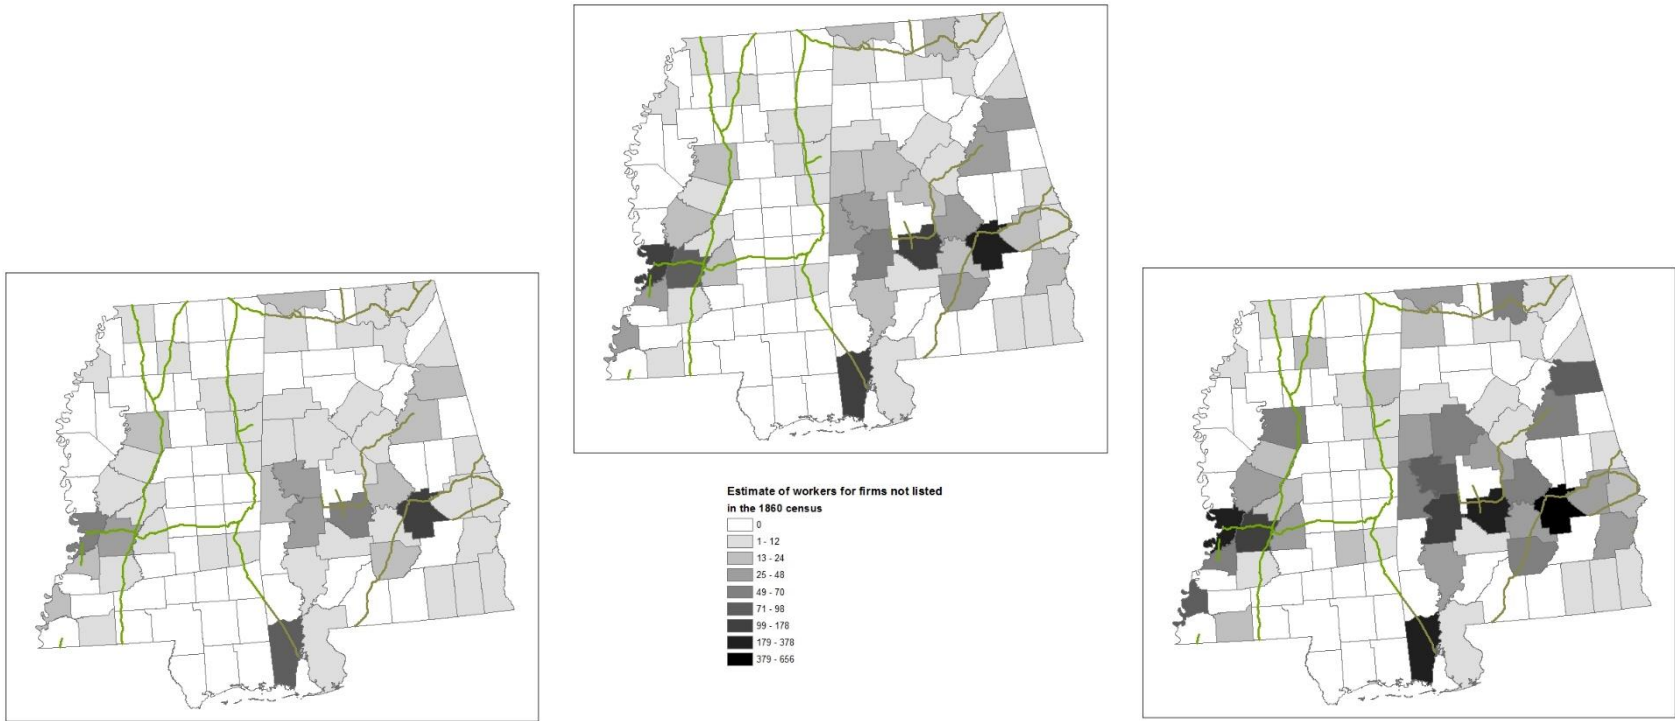 Estimate of workers for firms not listed
in the 1860 census
0
1 - 12
13 - 24
25 - 48
49 - 70
71 - 98
99 - 178
179 - 378
379 - 656